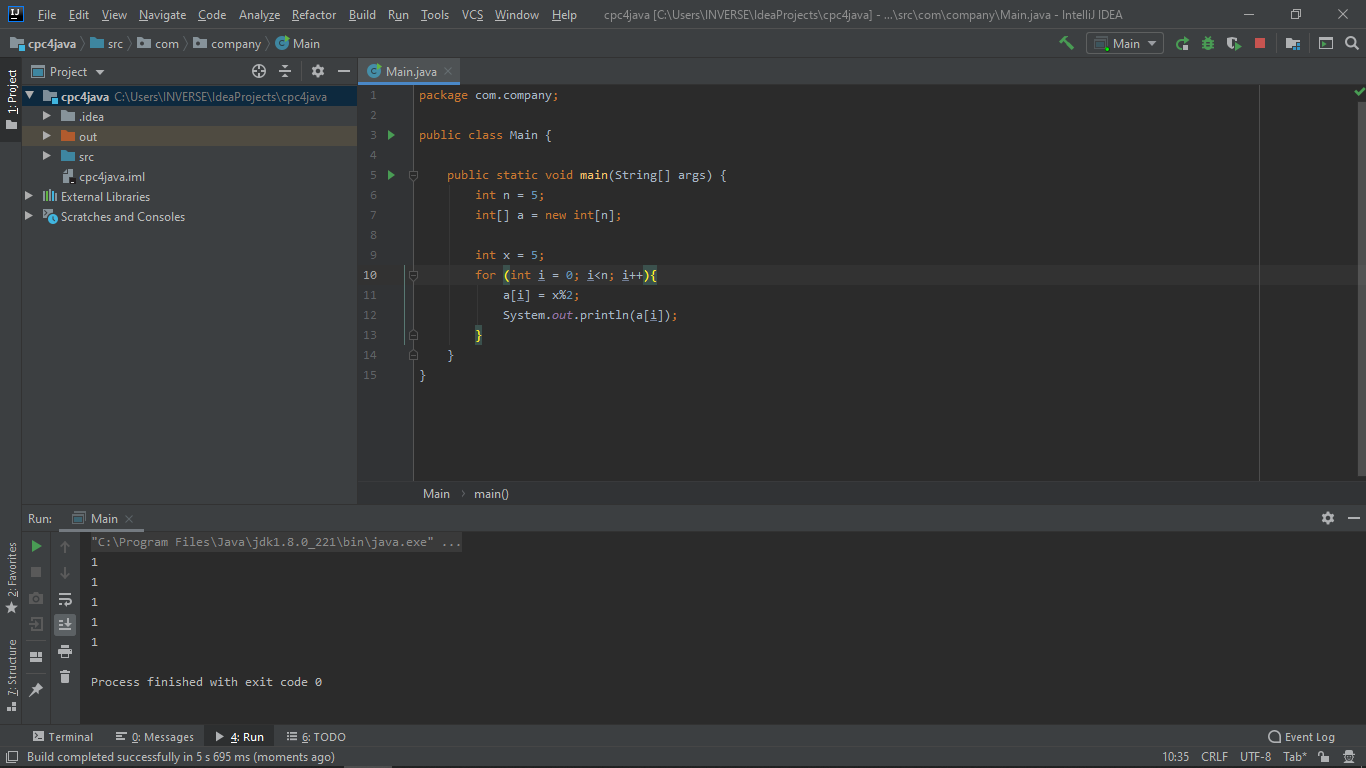 File Edit View Navigate Code Analyze Refactor Build Run Tools VCS Window Help cpc4java [C:\Users\INVERSE\IdeaProjects\cpc4java] - ...\src\com\company\Main.java - IntelliJ IDEA
cpc4java src com company Main Main
Project Main.java
1: Project
cpc4java C:\Users\INVERSE\IdeaProjects\cpc4java
.idea
out
src
cpc4java.iml
External Libraries
Scratches and Consoles
1 package com.company;
2
3 public class Main {
4
5 public static void main(String[] args) {
6 int n = 5;
7 int[] a = new int[n];
8
9 int x = 5;
10 for (int i = 0; i<n; i++){
11 a[i] = x%2;
12 System.out.println(a[i]);
13 }
14 }
15 }
Main main()
Run: Main
"C:\Program Files\Java\jdk1.8.0_221\bin\java.exe" ...
1
1
1
1
1
Process finished with exit code 0
2: Favorites
7: Structure
Terminal 0: Messages 4: Run 6: TODO Event Log
Build completed successfully in 5 s 695 ms (moments ago) 10:35 CRLF UTF-8 Tab*